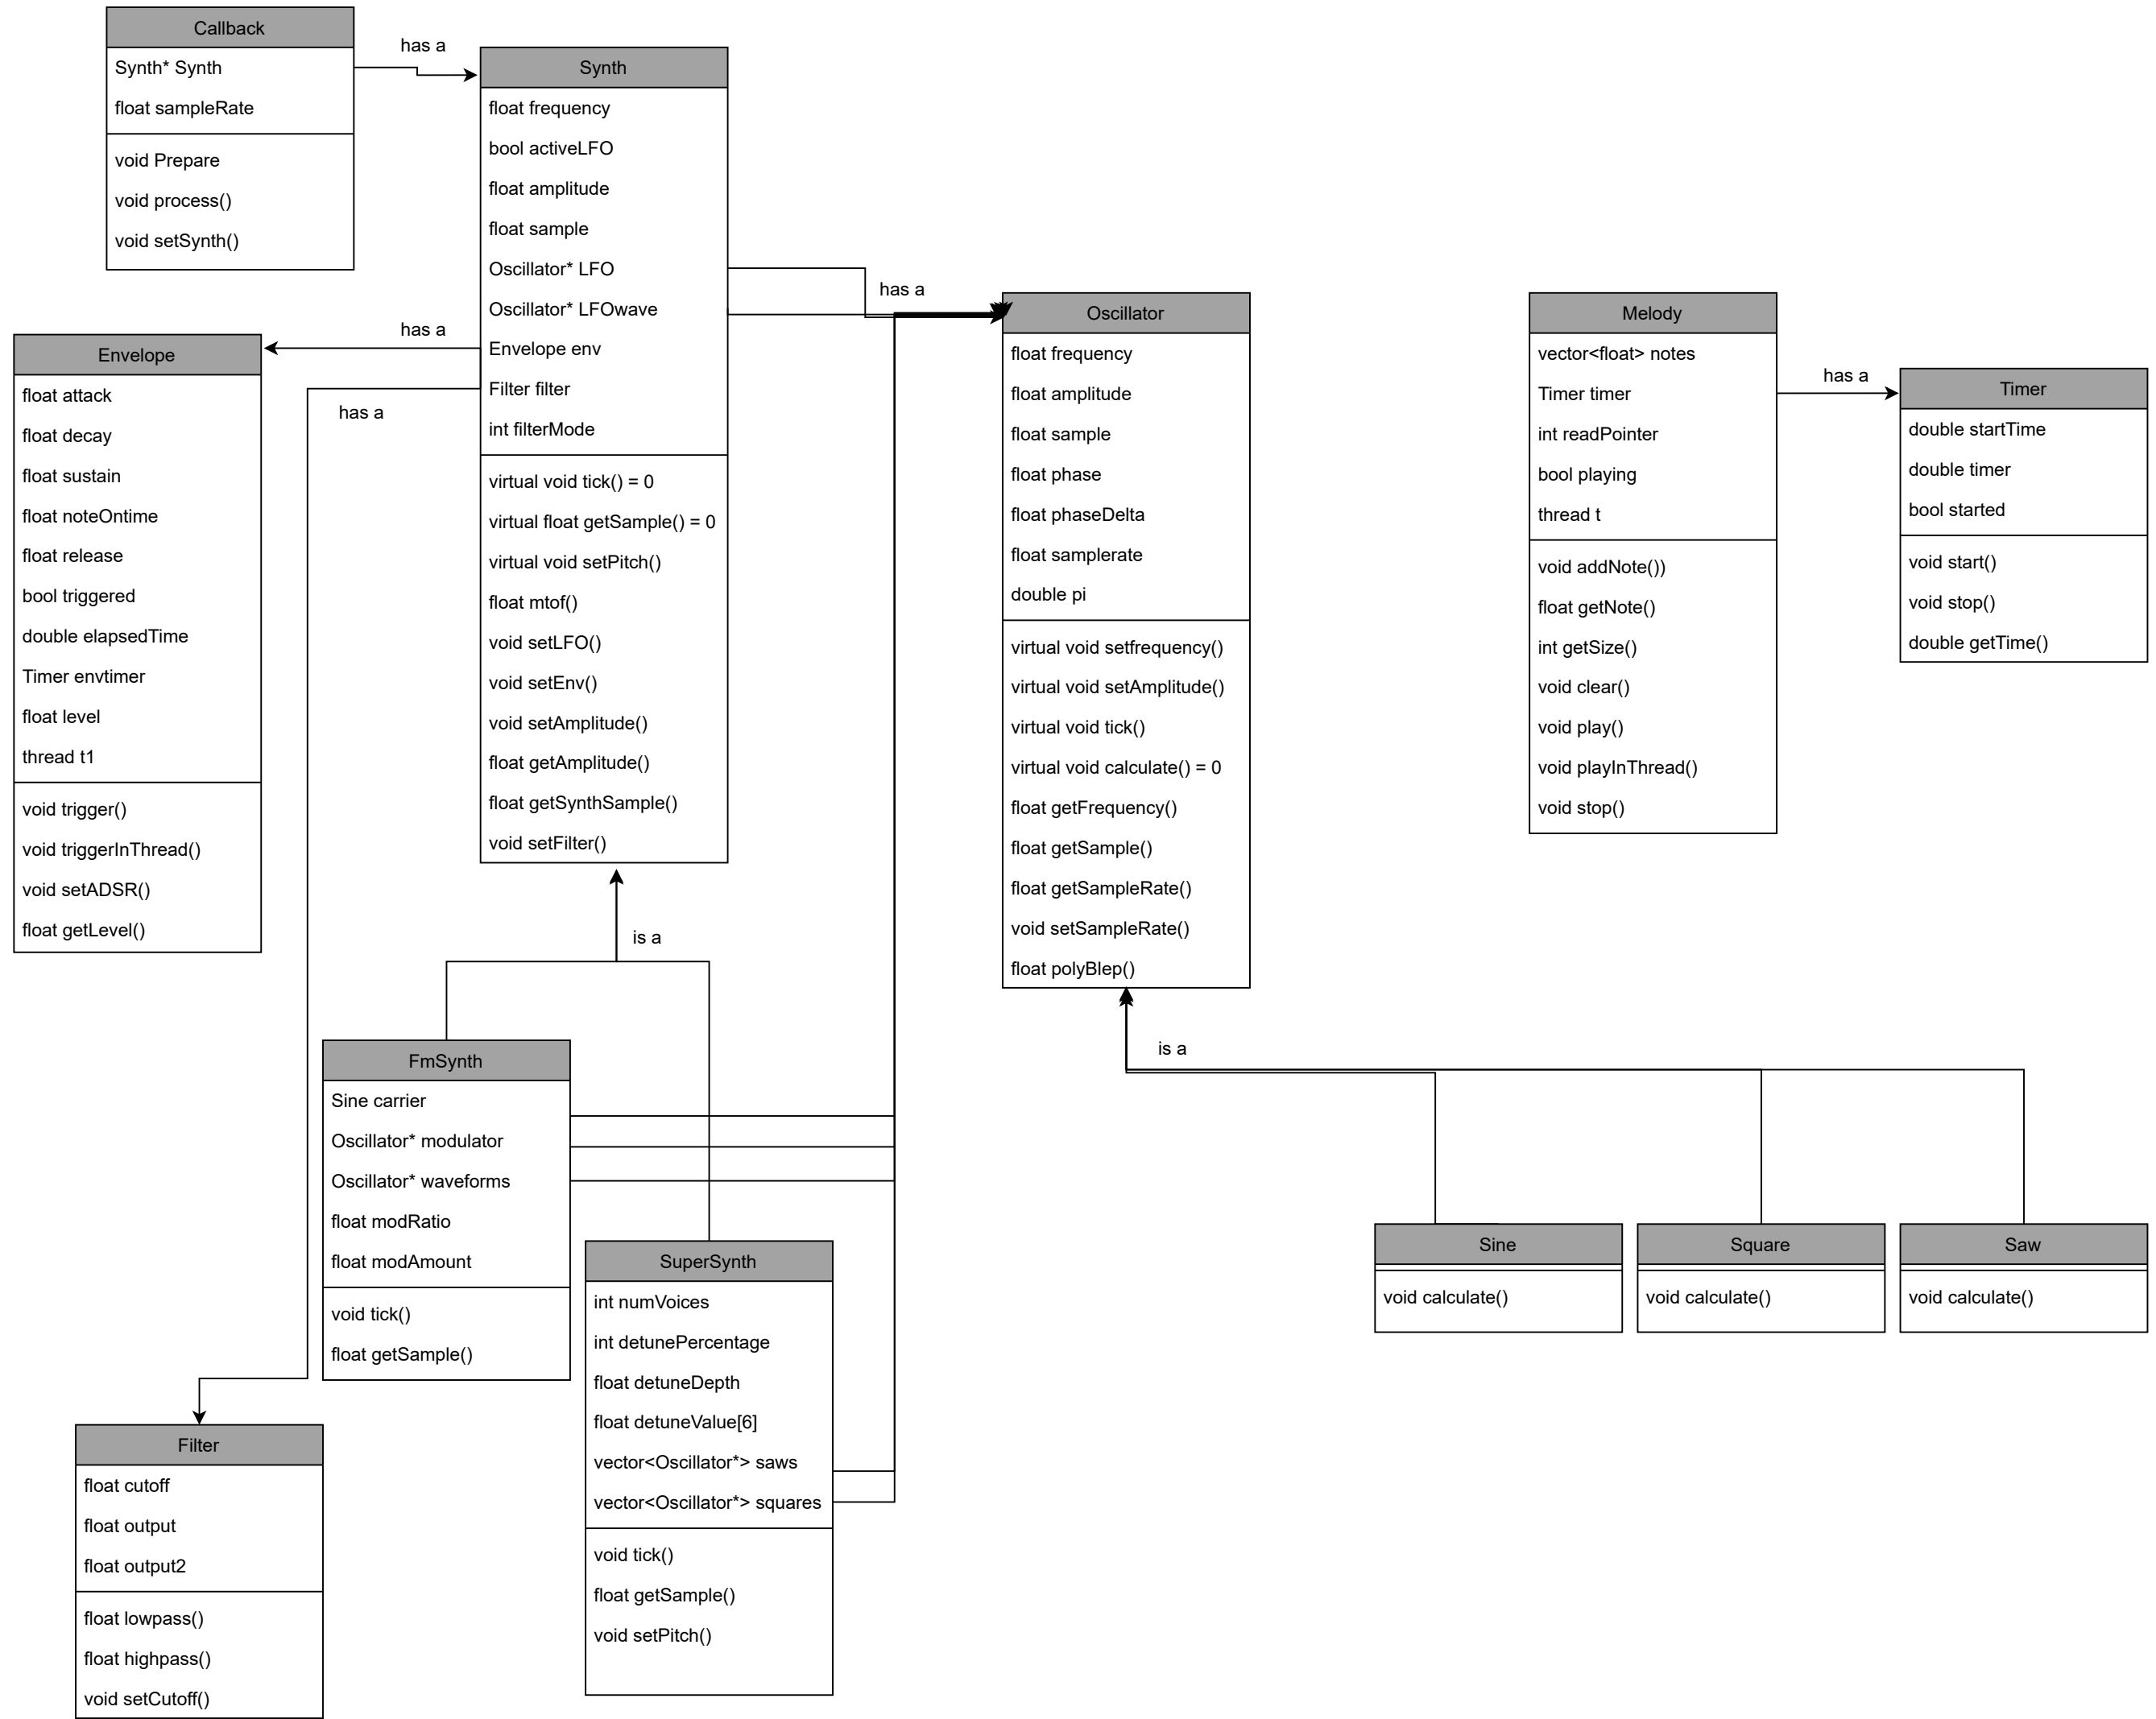 Callback
Synth* Synth
float sampleRate
void Prepare
void process()
void setSynth()
has a
Synth
float frequency
bool activeLFO
float amplitude
float sample
Oscillator* LFO
Oscillator* LFOwave
Envelope env
Filter filter
int filterMode
virtual void tick() = 0
virtual float getSample() = 0
virtual void setPitch()
float mtof()
void setLFO()
void setEnv()
void setAmplitude()
float getAmplitude()
float getSynthSample()
void setFilter()
has a
has a
has a
Envelope
float attack
float decay
float sustain
float noteOntime
float release
bool triggered
double elapsedTime
Timer envtimer
float level
thread t1
void trigger()
void triggerInThread()
void setADSR()
float getLevel()
Oscillator
float frequency
float amplitude
float sample
float phase
float phaseDelta
float samplerate
double pi
virtual void setfrequency()
virtual void setAmplitude()
virtual void tick()
virtual void calculate() = 0
float getFrequency()
float getSample()
float getSampleRate()
void setSampleRate()
float polyBlep()
Melody
vector<float> notes
Timer timer
int readPointer
bool playing
thread t
void addNote())
float getNote()
int getSize()
void clear()
void play()
void playInThread()
void stop()
has a
Timer
double startTime
double timer
bool started
void start()
void stop()
double getTime()
is a
is a
FmSynth
Sine carrier
Oscillator* modulator
Oscillator* waveforms
float modRatio
float modAmount
void tick()
float getSample()
SuperSynth
int numVoices
int detunePercentage
float detuneDepth
float detuneValue[6]
vector<Oscillator*> saws
vector<Oscillator*> squares
void tick()
float getSample()
void setPitch()
Sine
void calculate()
Square
void calculate()
Saw
void calculate()
Filter
float cutoff
float output
float output2
float lowpass()
float highpass()
void setCutoff()